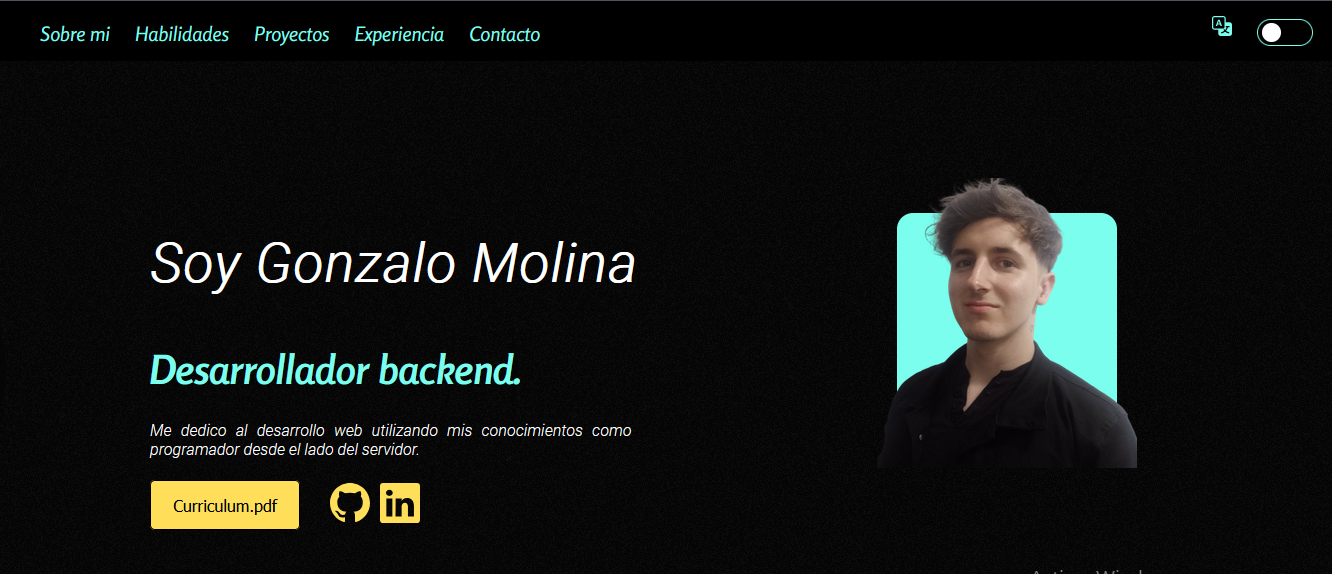 Sobre mi Habilidades Proyectos Experiencia Contacto
Soy Gonzalo Molina
Desarrollador backend.
Me dedico al desarrollo web utilizando mis conocimientos como
programador desde el lado del servidor.
Curriculum.pdf
in